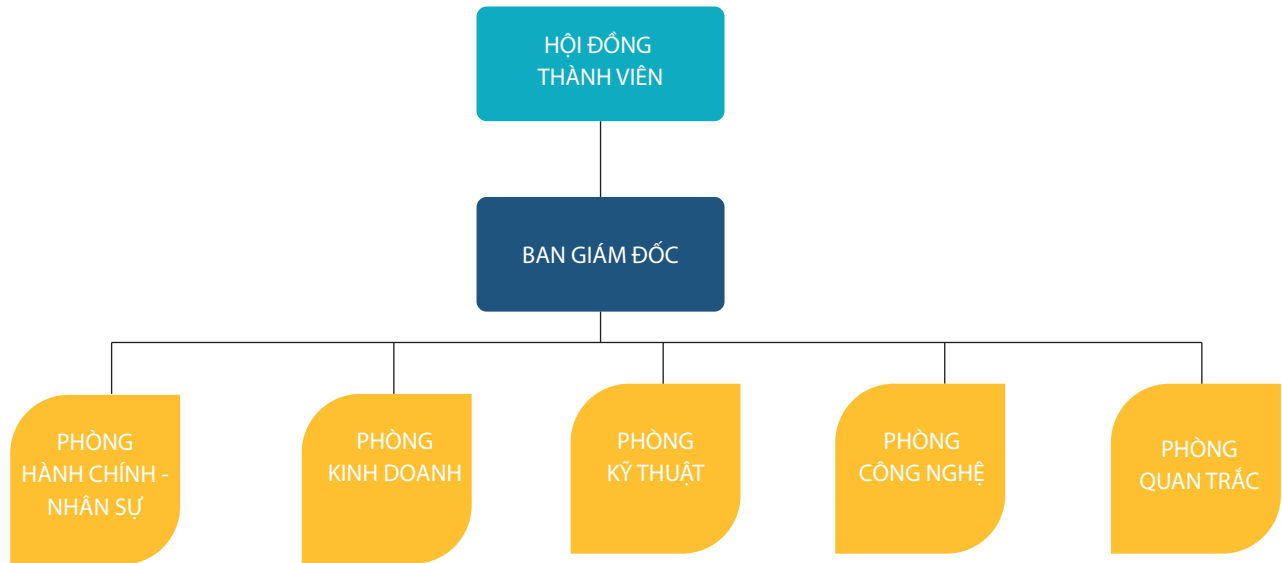 HỘI ĐỒNG
THÀNH VIÊN
BAN GIÁM ĐỐC
PHÒNG
HÀNH CHÍNH -
NHÂN SỰ
PHÒNG
KINH DOANH
PHÒNG
KỸ THUẬT
PHÒNG
CÔNG NGHỆ
PHÒNG
QUAN TRẮC